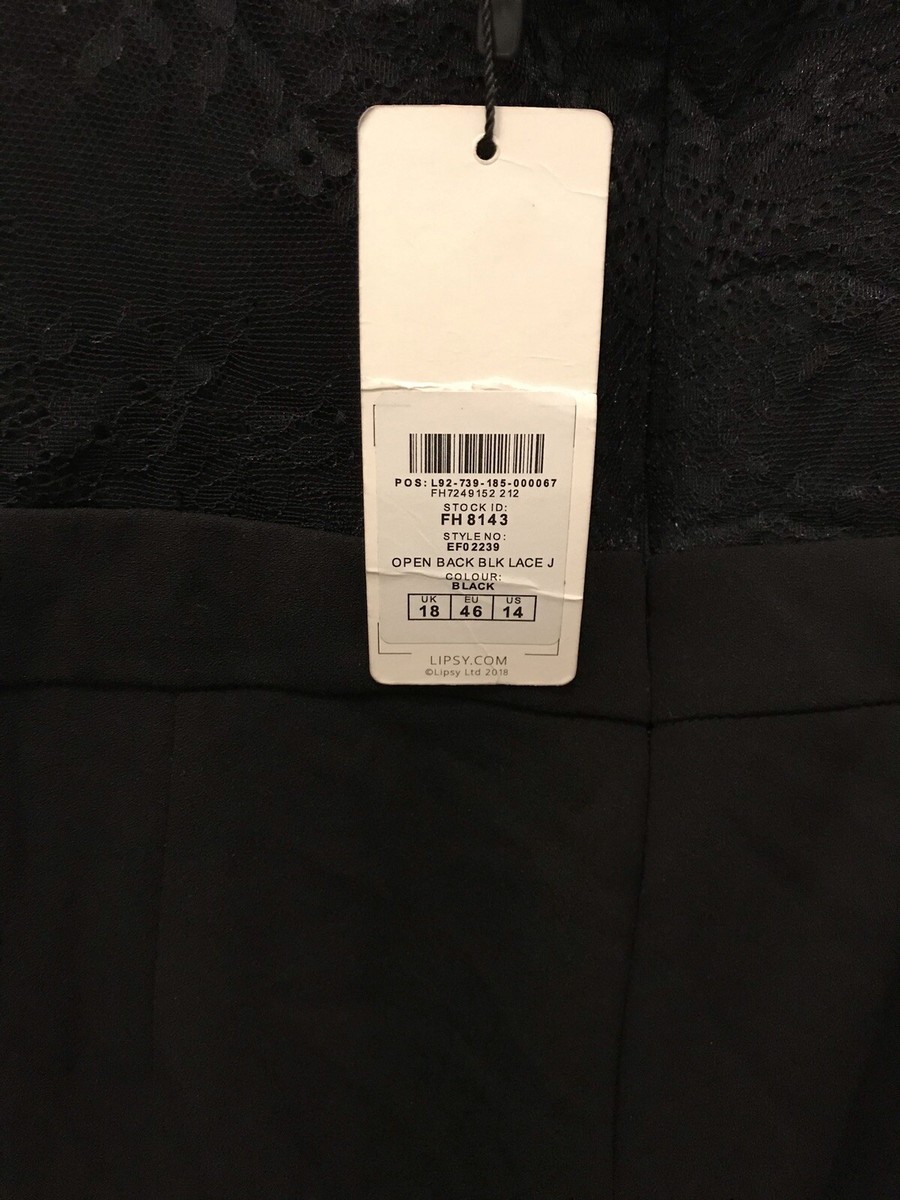 POS: L92-739-185-000067
FH7249152 212
STOCK ID:
FH 8143
STYLE NO:
EF02239
OPEN BACK BLK LACE J
COLOUR:
BLACK
UK EU US
18 46 14
LIPSY.COM
©Lipsy Ltd 2018